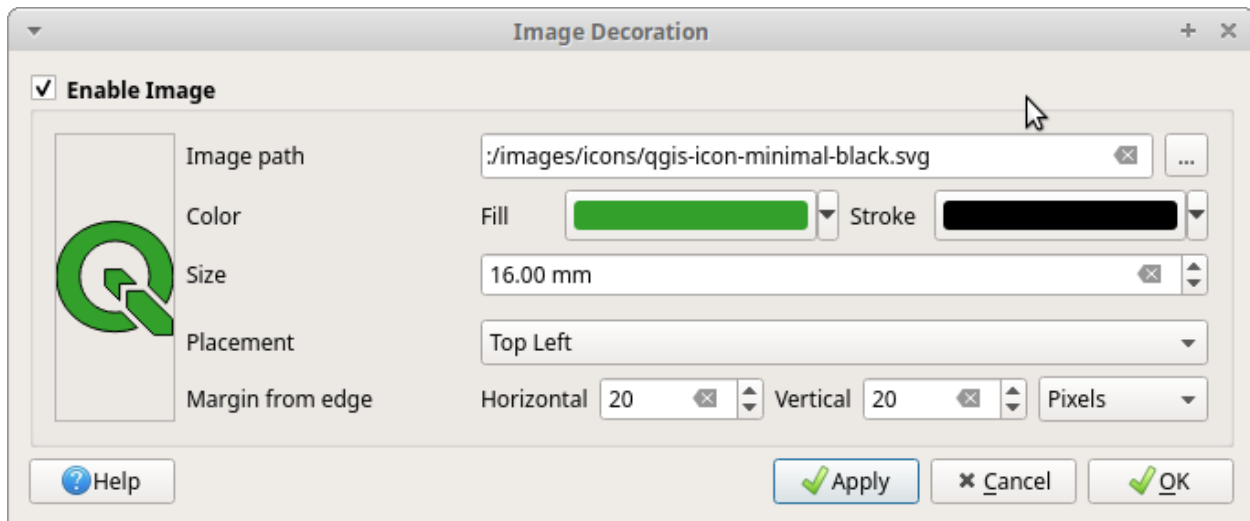 Image Decoration
Enable Image
Image path :/images/icons/qgis-icon-minimal-black.svg ...
Color Fill Stroke
Size 16.00 mm
Placement Top Left
Margin from edge Horizontal 20 Vertical 20 Pixels
Help Apply Cancel OK